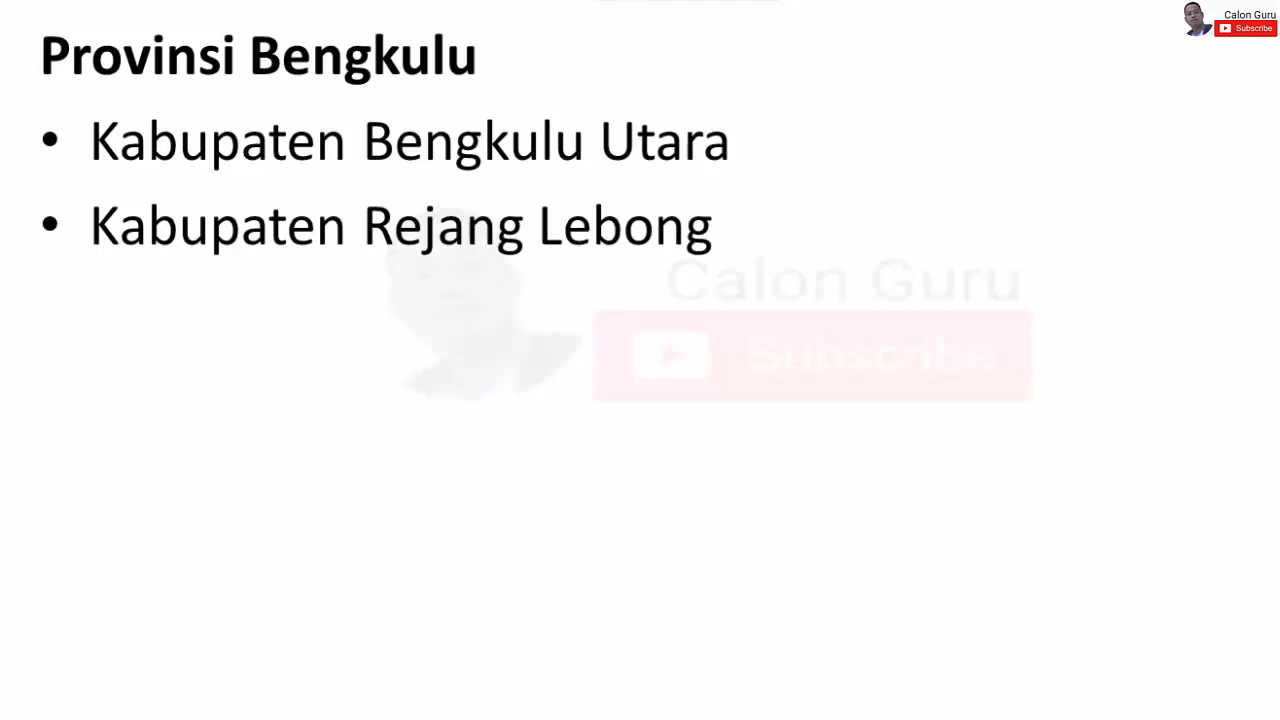 Calon Guru
Subscribe
Provinsi Bengkulu
• Kabupaten Bengkulu Utara
• Kabupaten Rejang Lebong
Calon Guru
Subscribe